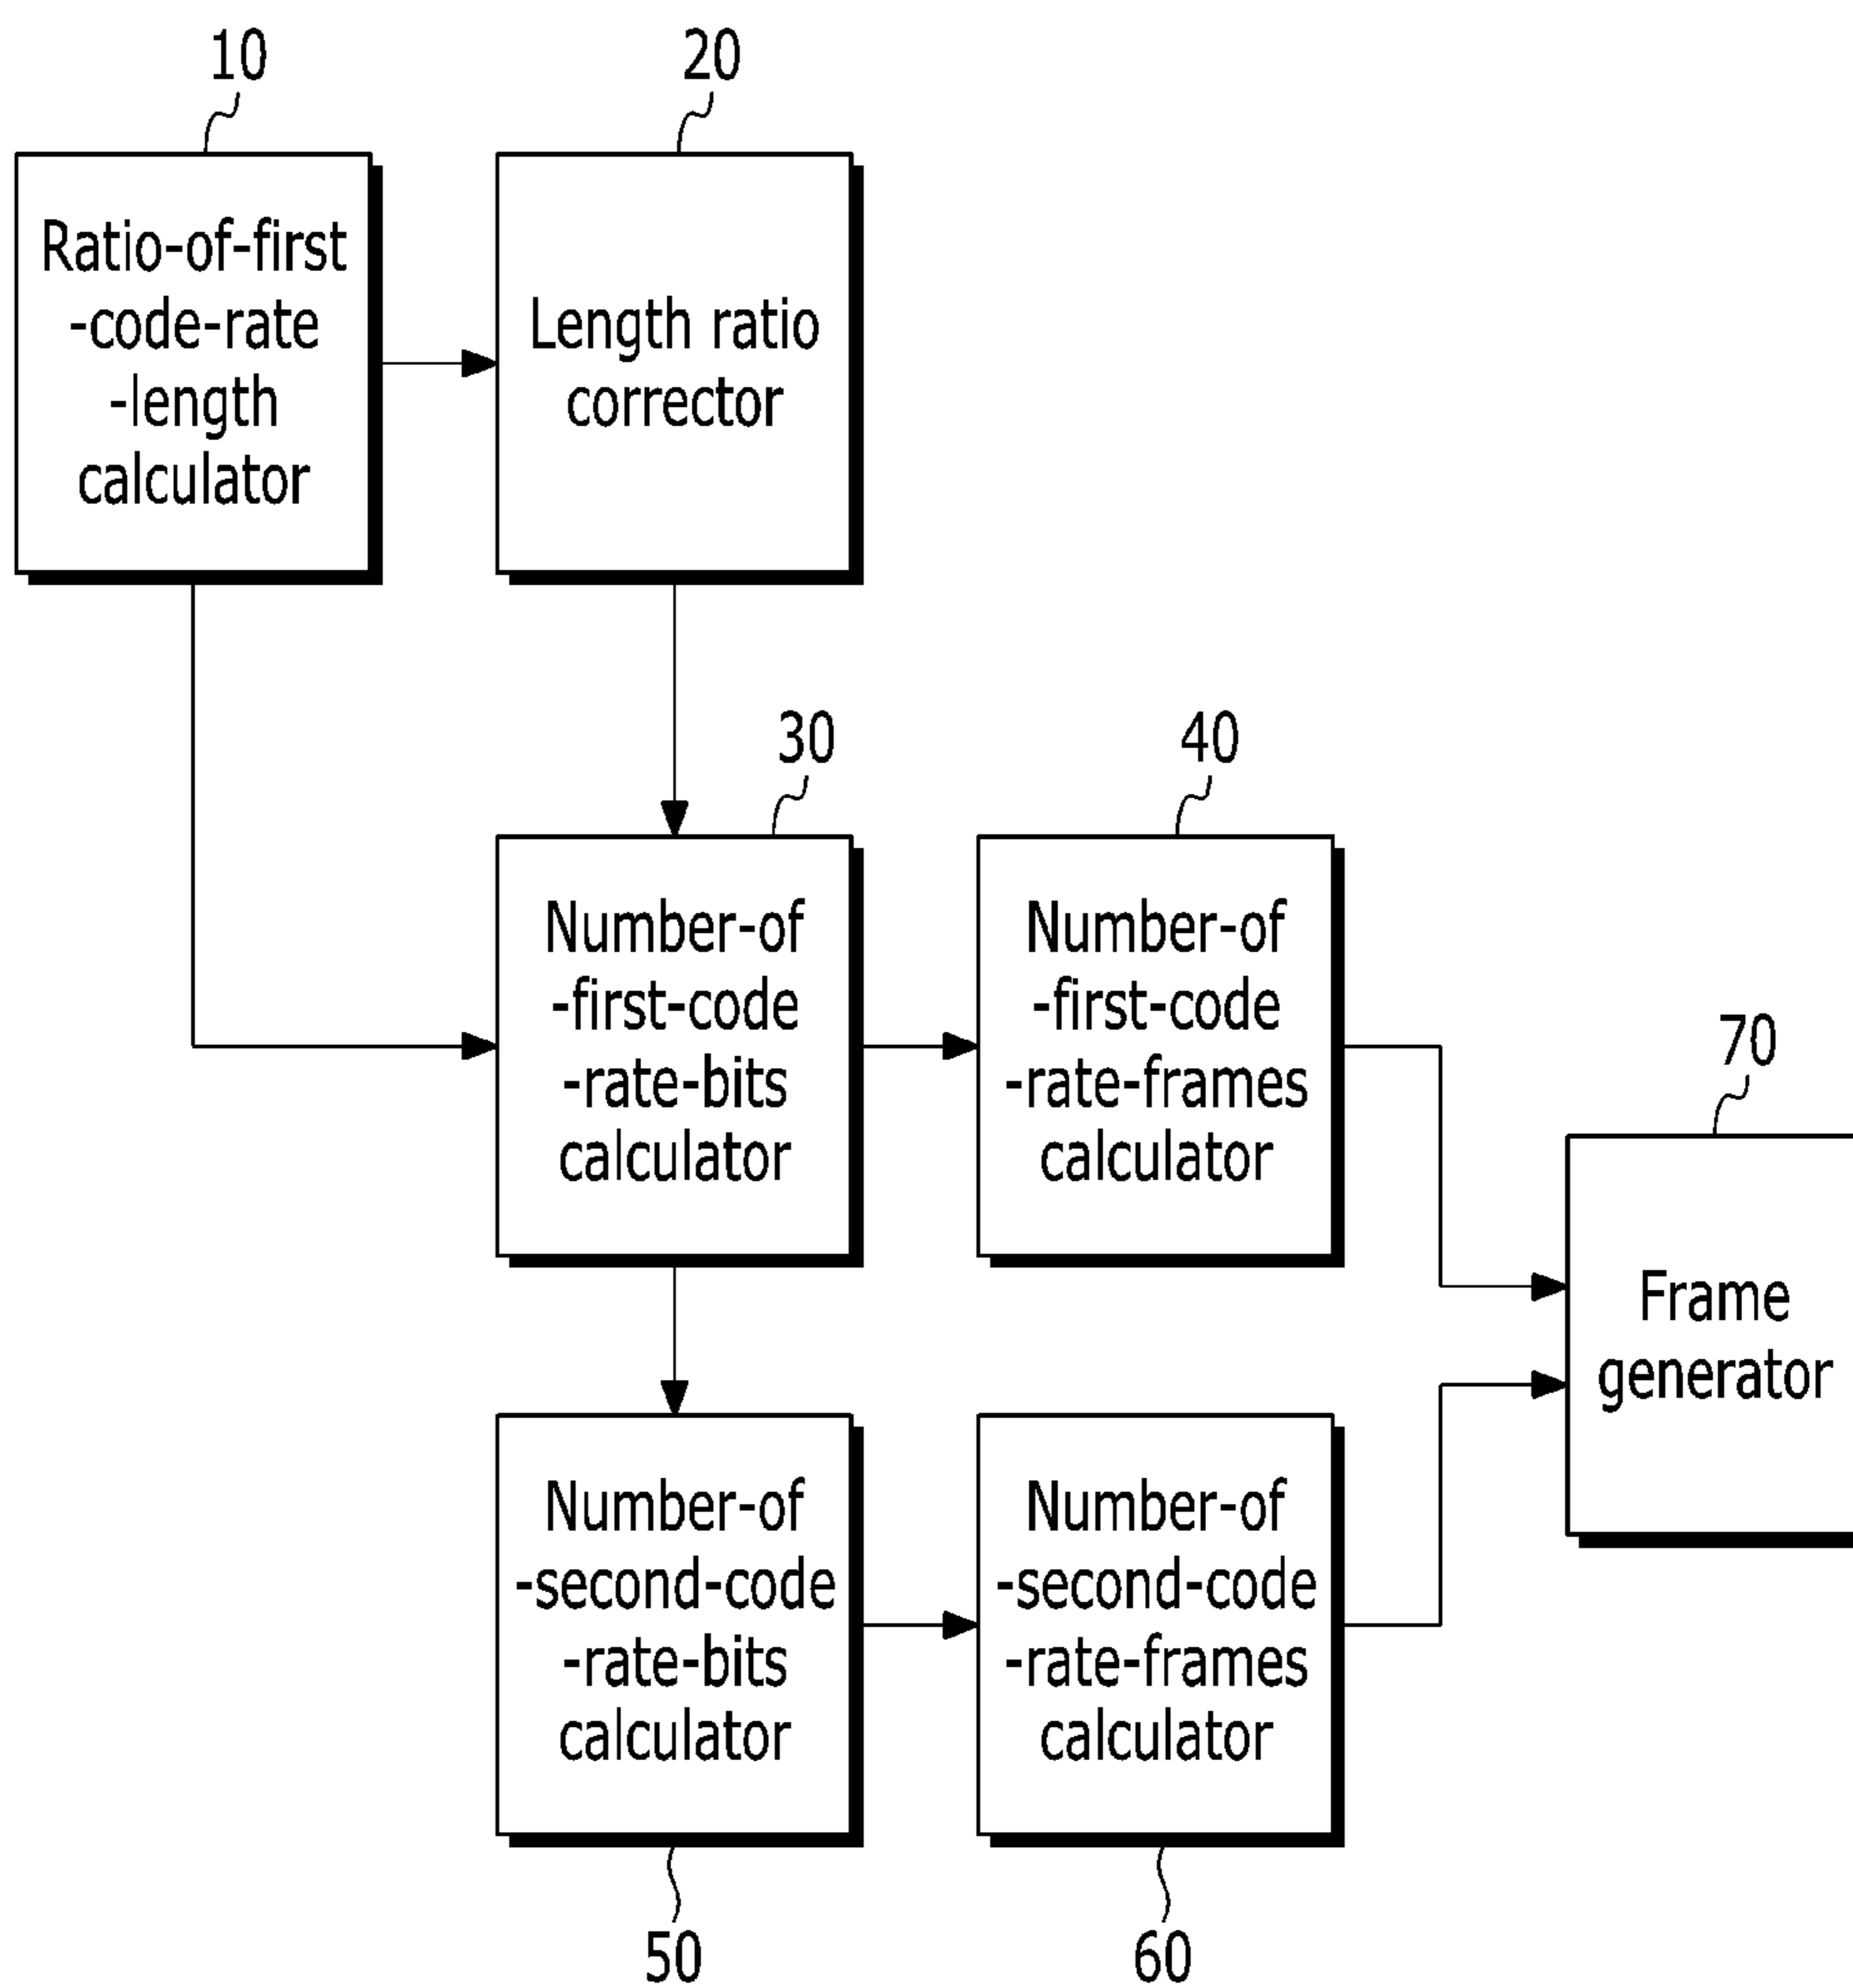 10
Ratio-of-first
-code-rate
-length
calculator
20
Length ratio
corrector
30
Number-of
-first-code
-rate-bits
calculator
40
Number-of
-first-code
-rate-frames
calculator
50
Number-of
-second-code
-rate-bits
calculator
60
Number-of
-second-code
-rate-frames
calculator
70
Frame
generator